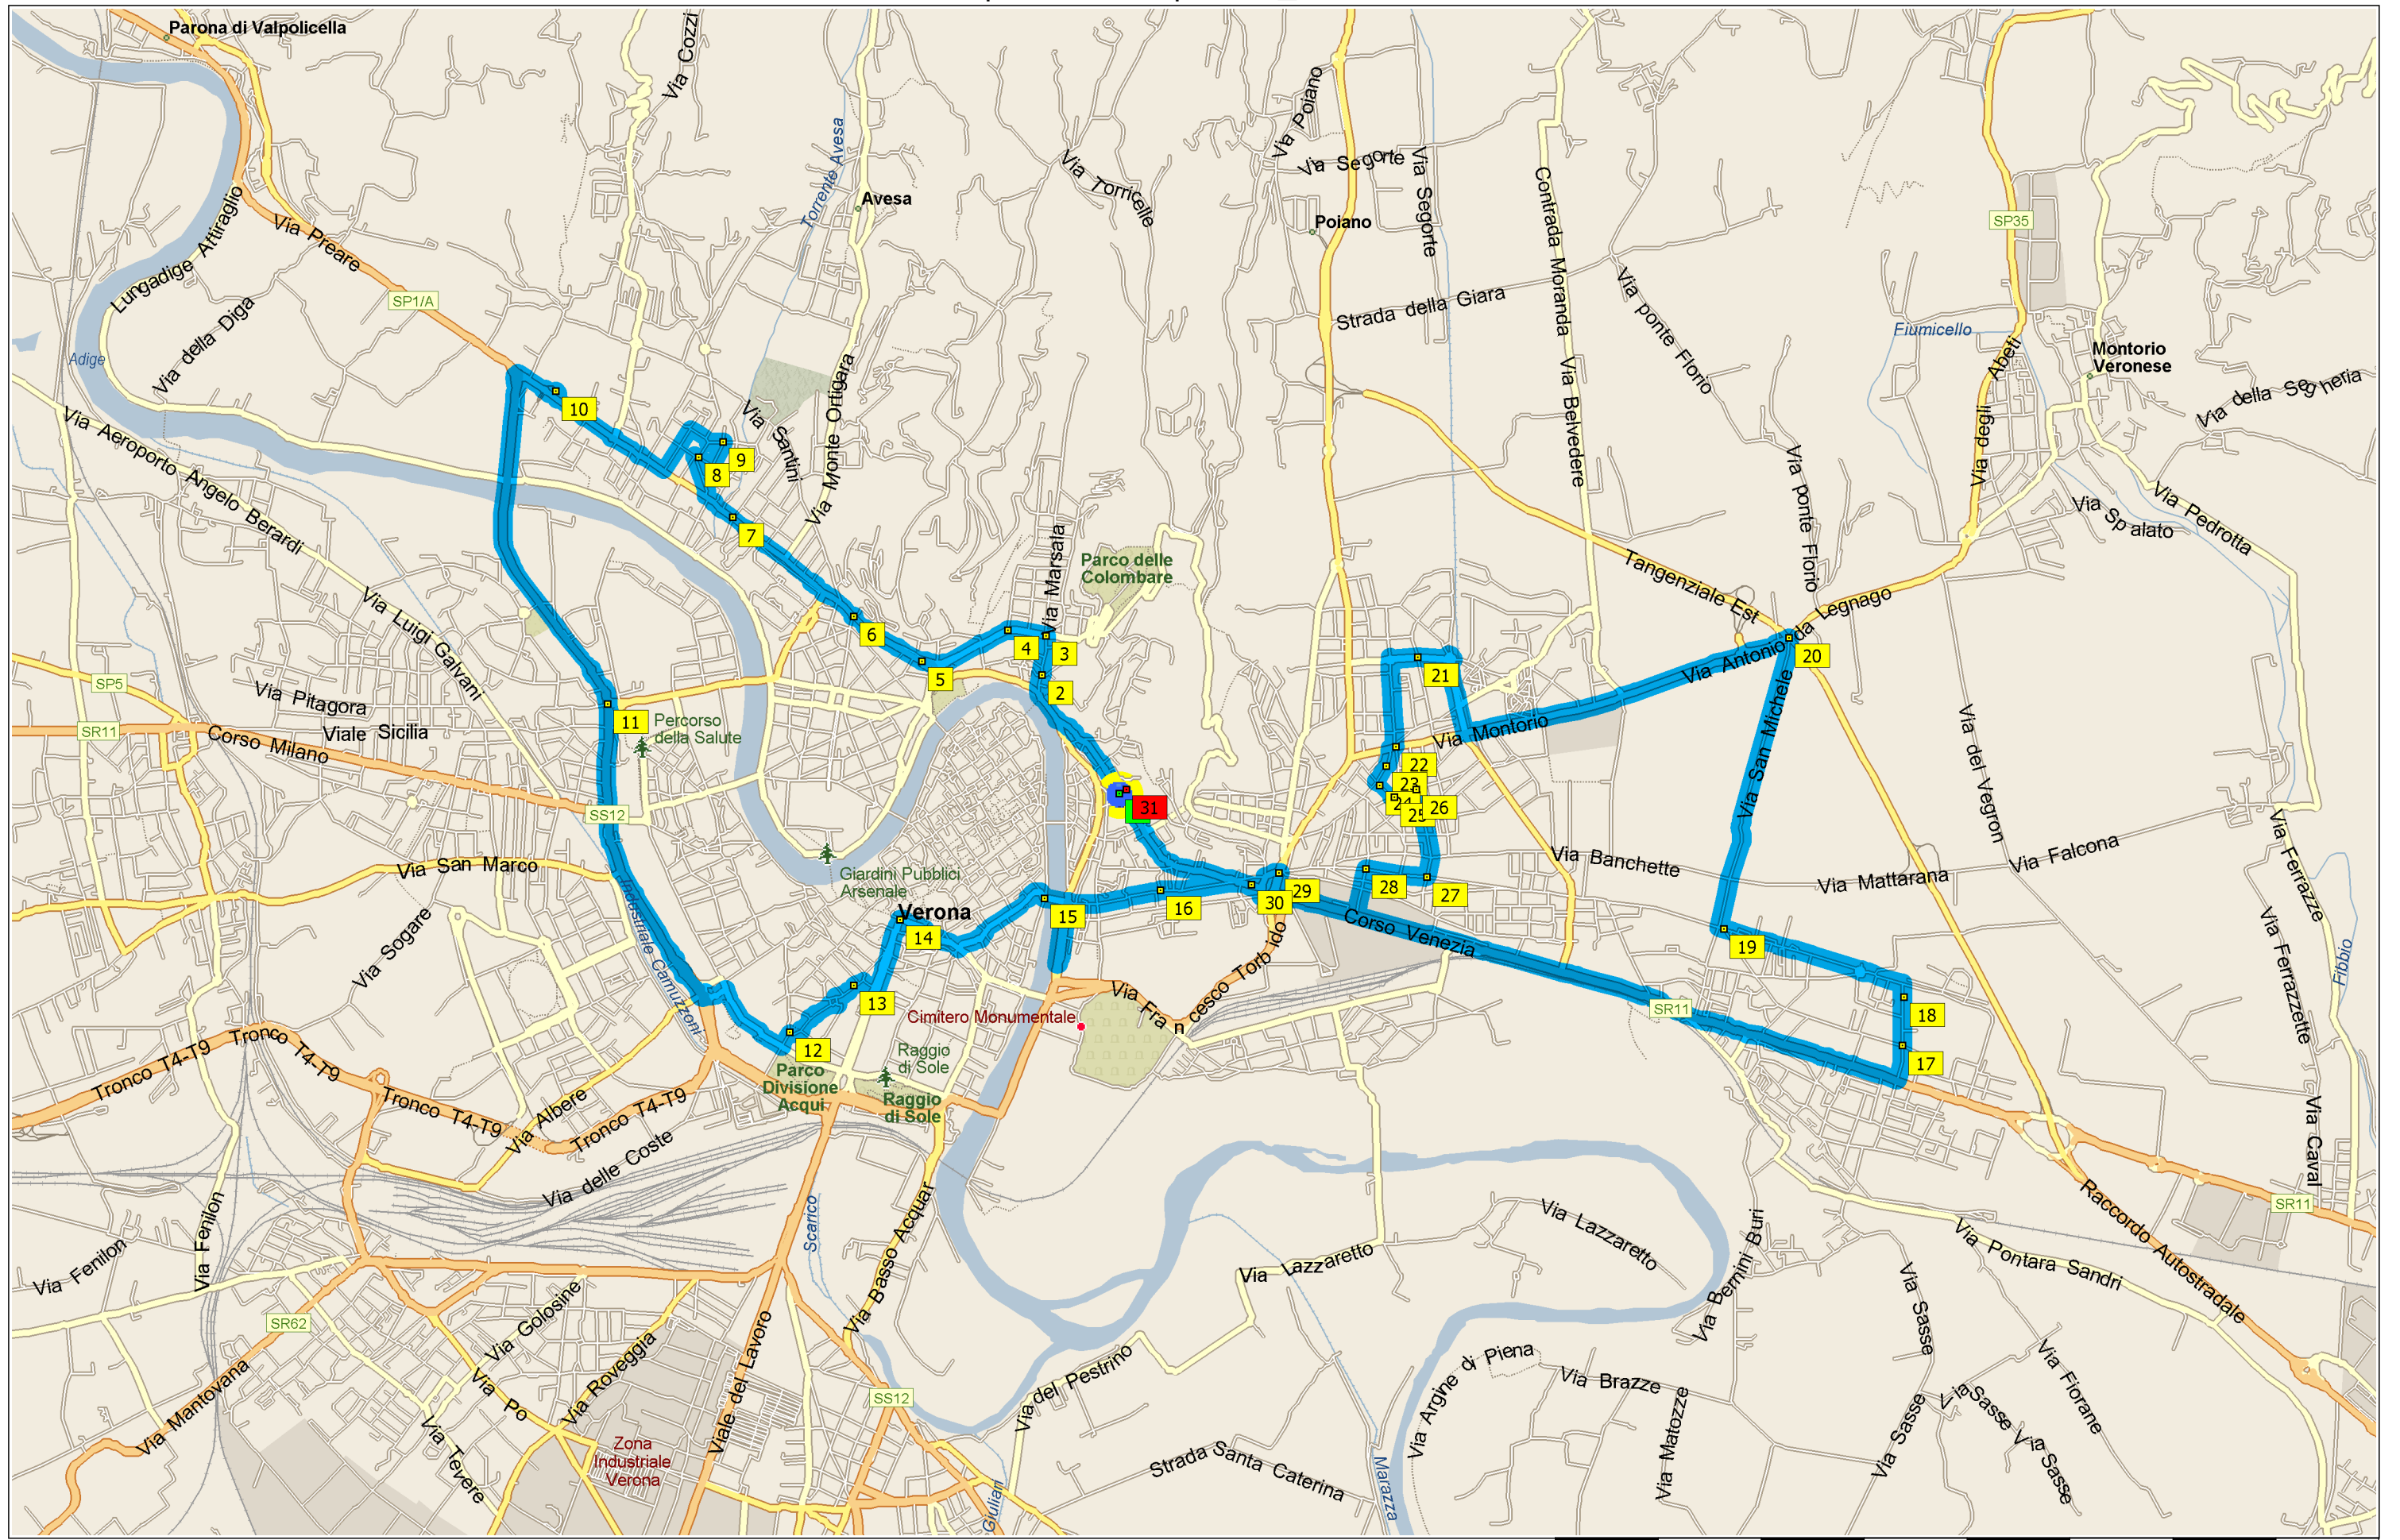 Parona di Valpolicella
Via Cozzi
Via Poiano
Via Segorte
Via Segorte
Via Torricelle
Torrente Avesa
Avesa
Poiano
Contrada Moranda
SP35
Lungadige Attiraglio
Via Preare
SP1/A
Strada della Giara
Via ponte Florio
Fiumicello
Via degli Abeti
Montorio
Veronese
Via della Segheria
Adige
Via della Diga
Via Belvedere
Via Monte Ortigara
Via Santini
10
9
8
7
Via Aeroporto Angelo Berardi
Via ponte Florio
Via Spalato
Via Pedrotta
Via Marsala
Parco delle
Colombare
Tangenziale Est
Via Antonio da Legnago
Via Luigi Galvani
6
5
4
3
2
20
21
SP5
Via Pitagora
11
Percorso
della Salute
SR11
Corso Milano
Viale Sicilia
Via Montorio
Via San Michele
Via del Vegron
22
23
24
25
26
31
SS12
Via San Marco
Giardini Pubblici
Arsenale
Via Banchette
Via Mattarana
Via Falcona
Via Ferrazze
Industriale Camuzzoni
Via Sogare
Verona
14
15
16
29
30
28
27
Corso Venezia
19
Via Ferrazzette
Fibbio
13
12
Cimitero Monumentale
Via Francesco Torbido
SR11
18
17
Raggio
di Sole
Parco
Divisione
Acqui
Raggio
di Sole
Tronco T4-T9
Tronco T4-T9
Tronco T4-T9
Tronco T4-T9
Via Albere
Via delle Coste
Via Caval
SR11
Raccordo Autostradale
Via Fenilon
Via Fenilon
Scarico
Via Basso Acquar
Via Lazzaretto
Via Lazzaretto
Via Bernini Buri
Via Pontara Sandri
Via Sasse
SR62
Via Golosine
Via Roveggia
Viale del Lavoro
Via Mantovana
Via Po
Via Tevere
SS12
Via del Pestrino
Via Argine di Piena
Via Brazze
Via Matozze
Via Sasse
Via Sasse
Via Sasse
Via Fiorane
Zona
Industriale
Verona
Strada Santa Caterina
Marazza
Giulian